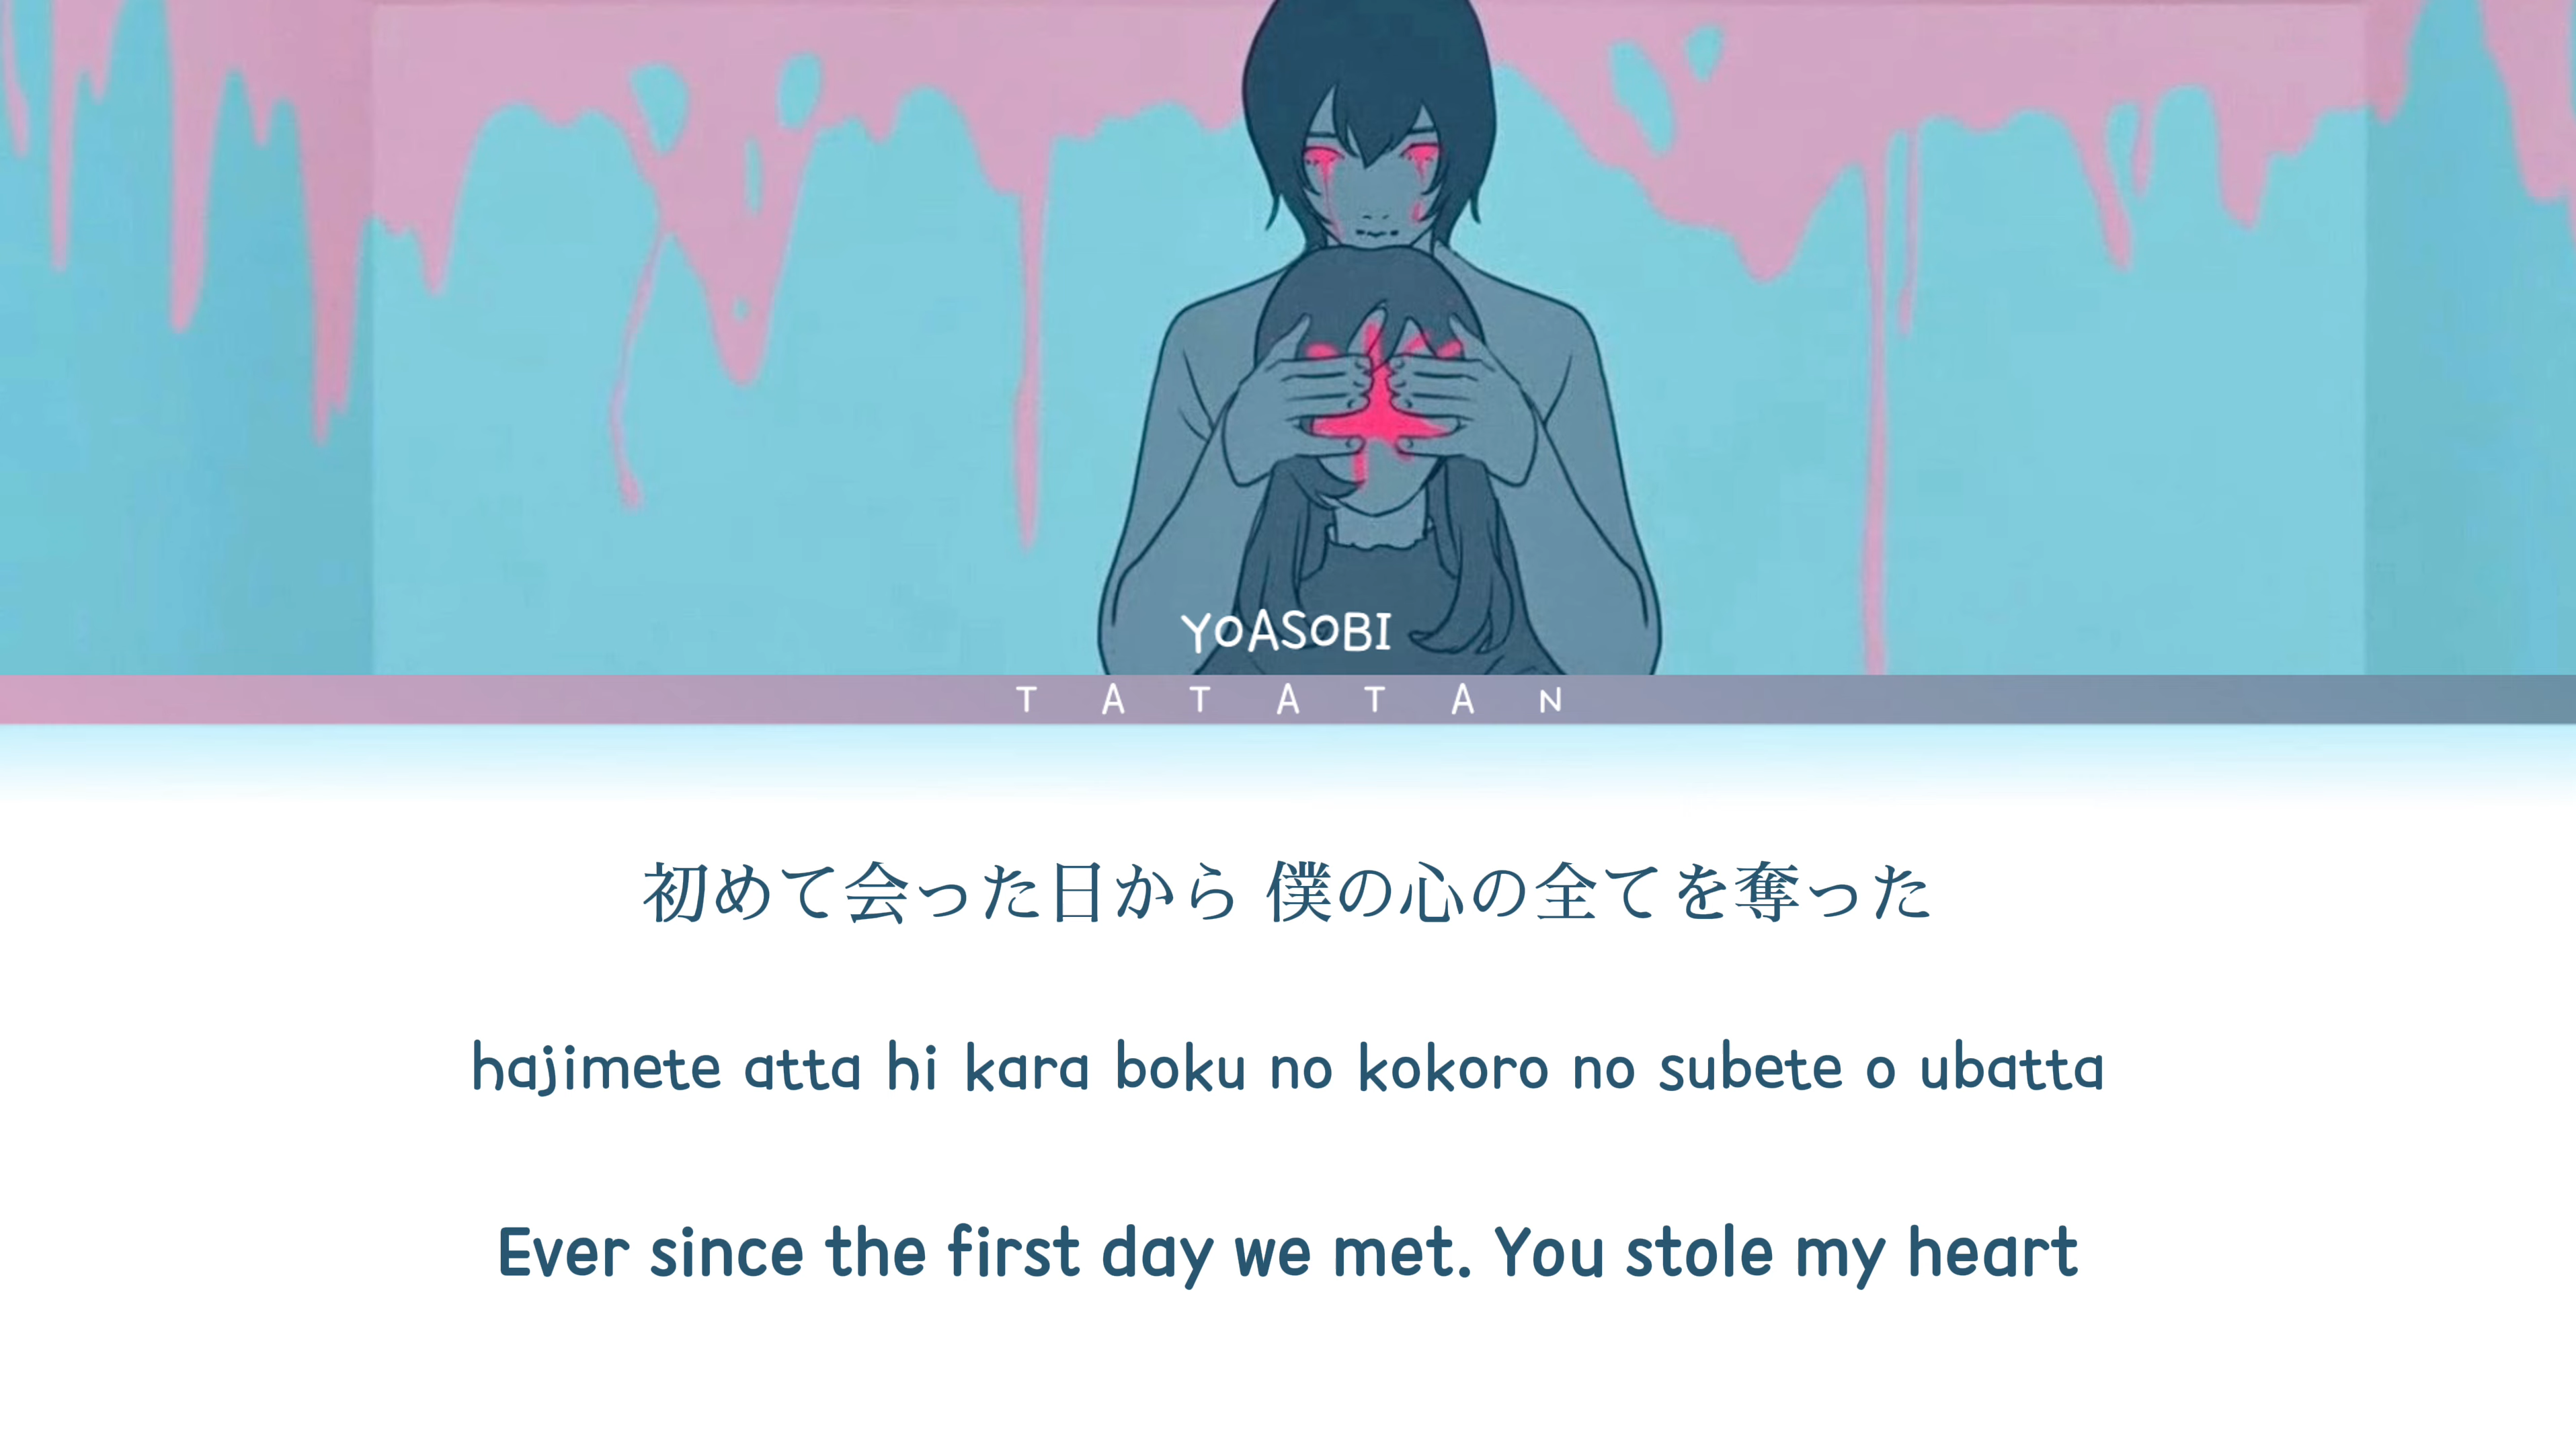 YOASOBI
TATATAN
初めて会った日から 僕の心の全てを奪った
hajimete atta hi kara boku no kokoro no subete o ubatta
Ever since the first day we met. You stole my heart